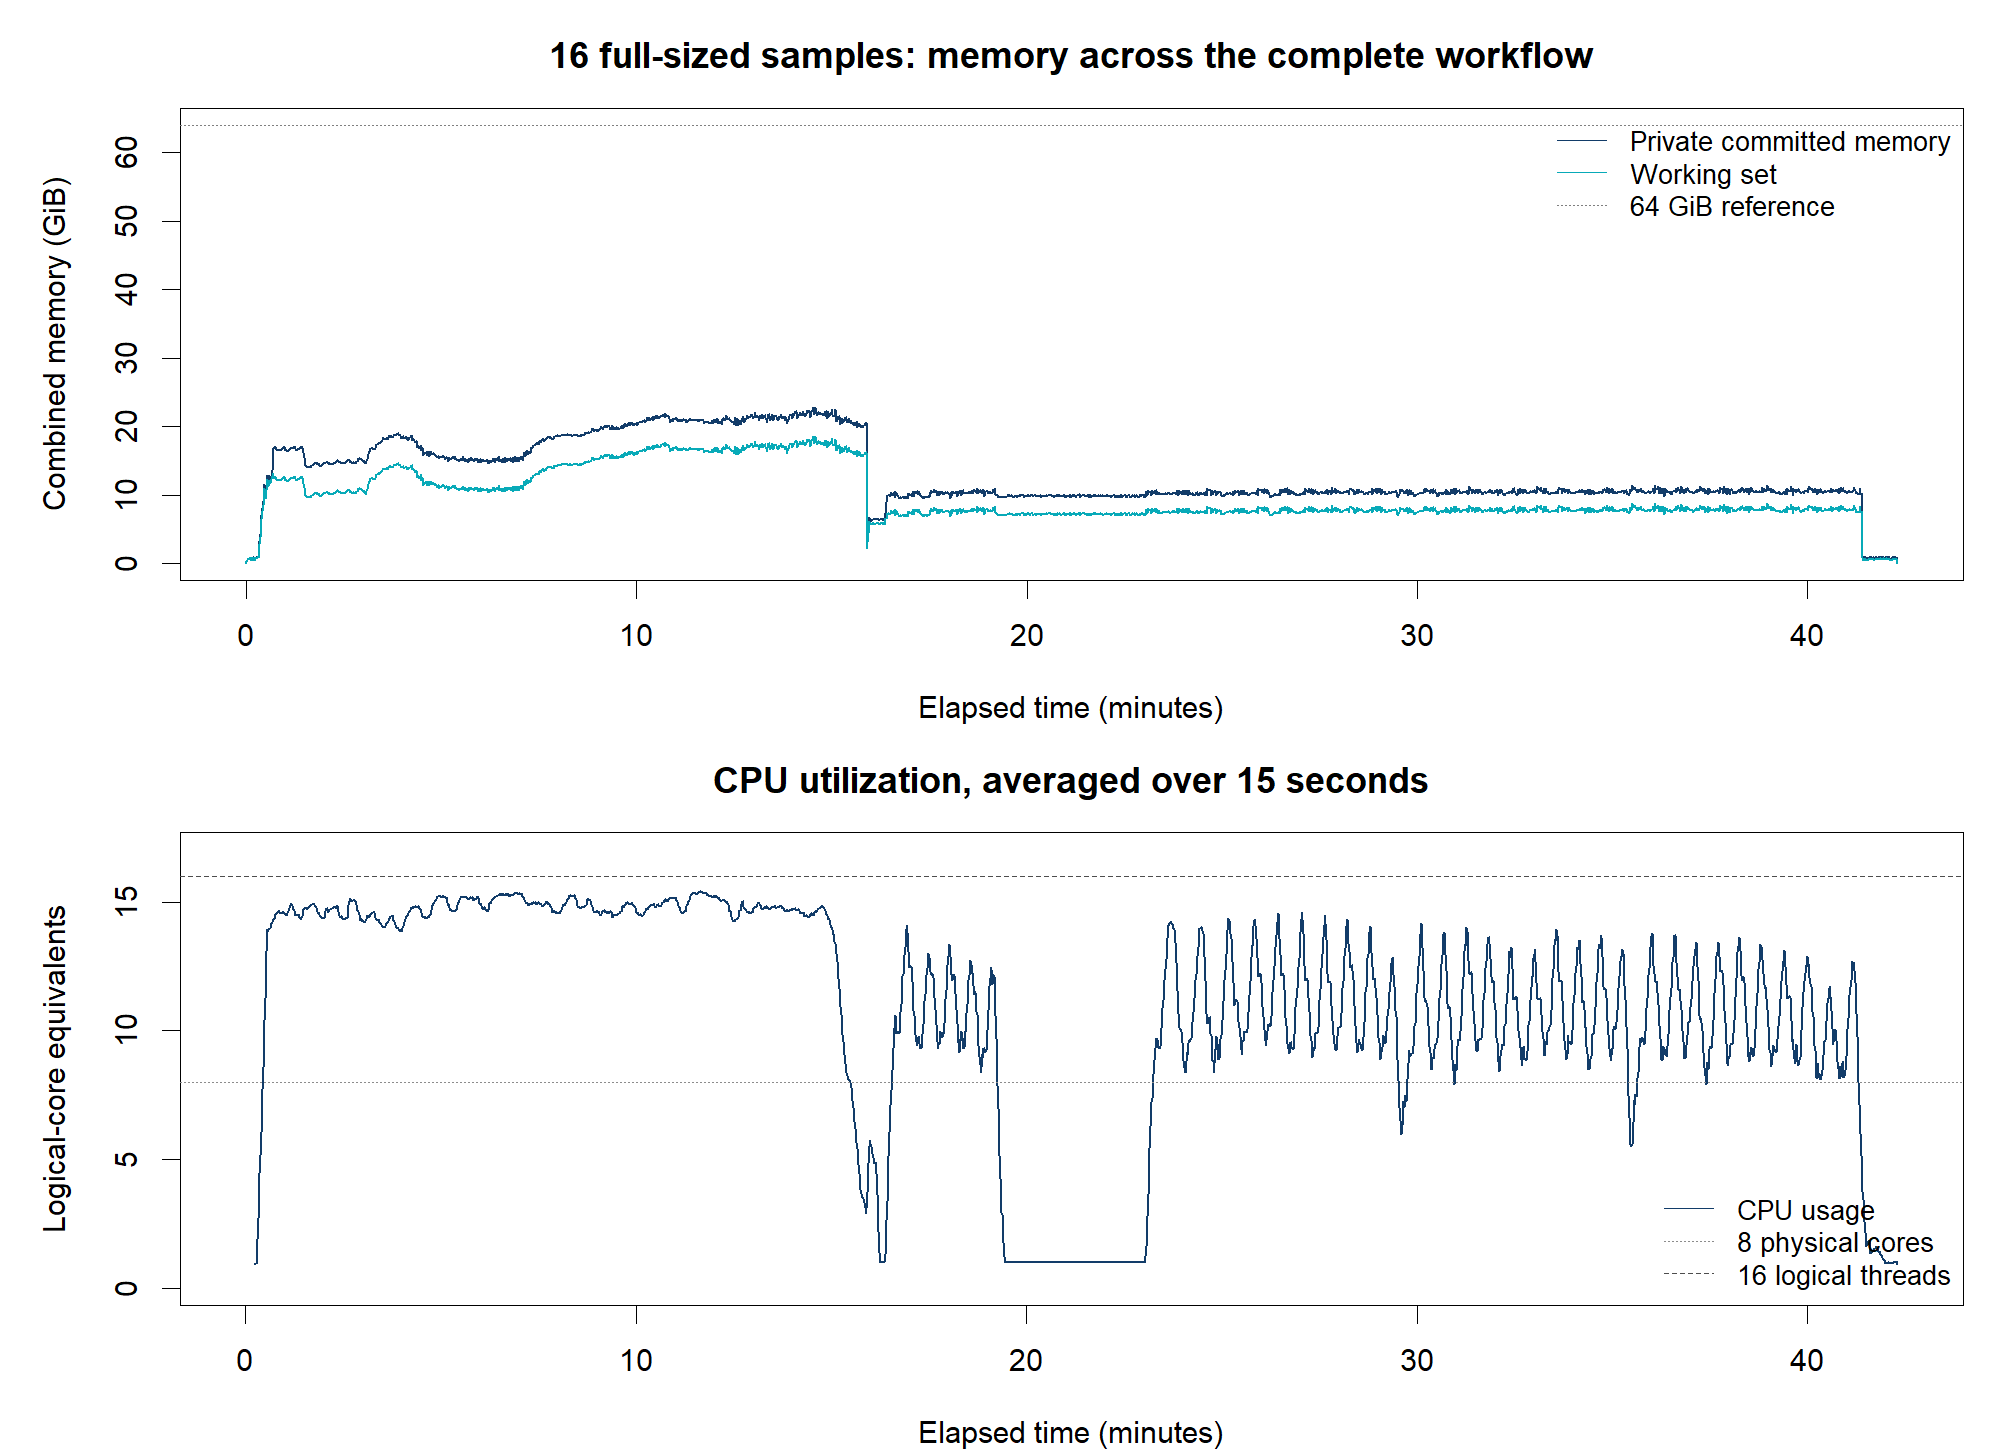 16 full-sized samples: memory across the complete workflow
Combined memory (GiB)
60
50
40
30
20
10
0
Private committed memory
Working set
64 GiB reference
0 10 20 30 40
Elapsed time (minutes)
CPU utilization, averaged over 15 seconds
Logical-core equivalents
15
10
5
0
CPU usage
8 physical cores
16 logical threads
0 10 20 30 40
Elapsed time (minutes)